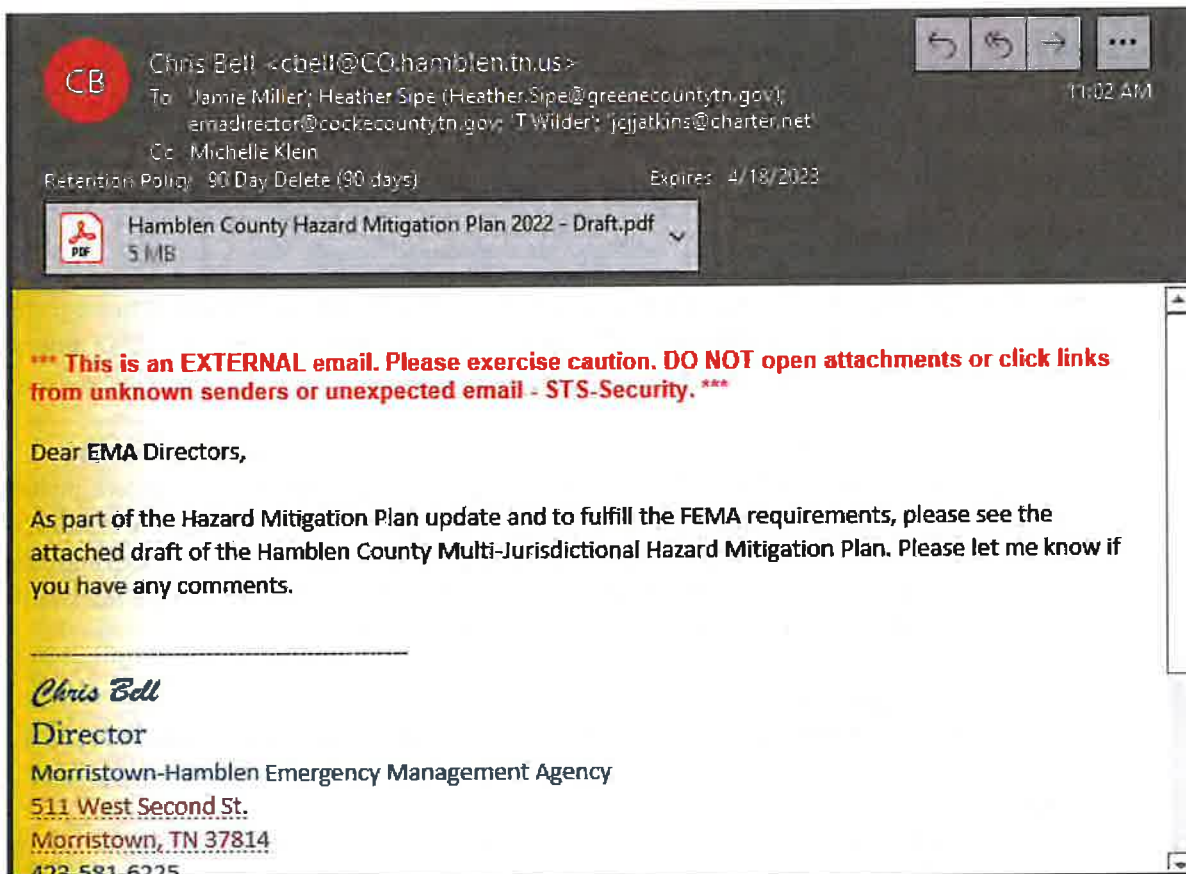 CB
Chris Bell <cbell@CO.hamblen.tn.us>
To 'Jamie Miller'; Heather Sipe (Heather.Sipe@greenecountytn.gov);
emadirector@cockecountytn.gov; 'T Wilder'; 'jcjjatkins@charter.net'
11:02 AM
Cc Michelle Klein
Retention Policy 90 Day Delete (90 days)
Expires 4/18/2023
PDF
Hamblen County Hazard Mitigation Plan 2022 - Draft.pdf
5 MB
*** This is an EXTERNAL email. Please exercise caution. DO NOT open attachments or click links
from unknown senders or unexpected email - STS-Security. ***
Dear EMA Directors,
As part of the Hazard Mitigation Plan update and to fulfill the FEMA requirements, please see the
attached draft of the Hamblen County Multi-Jurisdictional Hazard Mitigation Plan. Please let me know if
you have any comments.
Chris Bell
Director
Morristown-Hamblen Emergency Management Agency
511 West Second St.
Morristown, TN 37814
423-581-6225